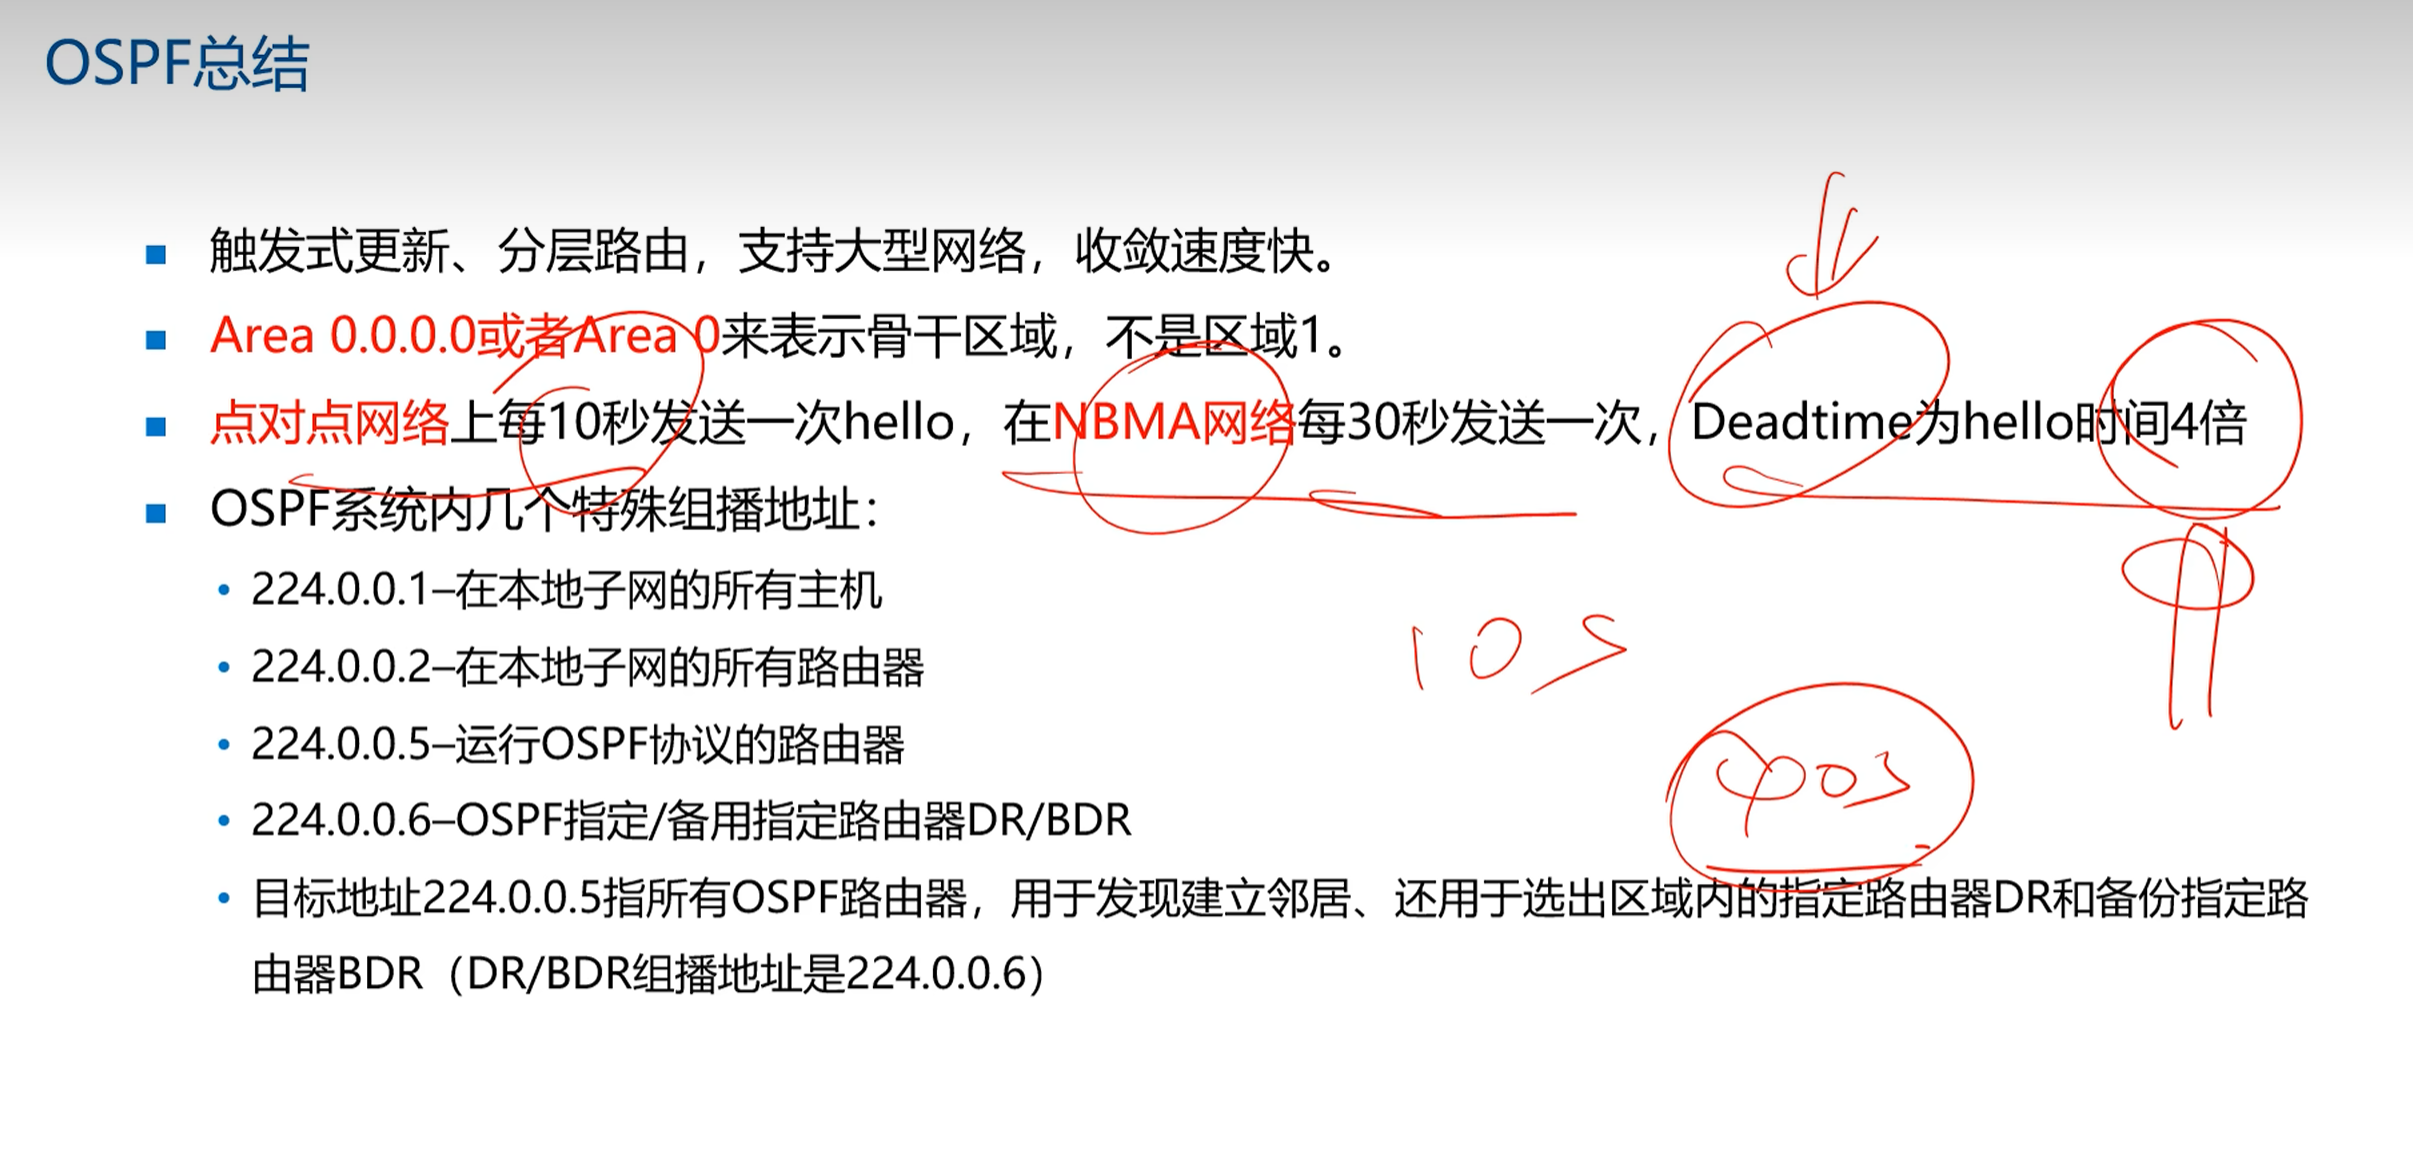 OSPF总结
触发式更新、分层路由，支持大型网络，收敛速度快。
Area 0.0.0.0或者Area 0来表示骨干区域，不是区域1。
点对点网络上每10秒发送一次hello，在NBMA网络每30秒发送一次，Deadtime为hello时间4倍
OSPF系统内几个特殊组播地址：
224.0.0.1–在本地子网的所有主机
224.0.0.2–在本地子网的所有路由器
10s
224.0.0.5–运行OSPF协议的路由器
40s
224.0.0.6–OSPF指定/备用指定路由器DR/BDR
目标地址224.0.0.5指所有OSPF路由器，用于发现建立邻居、还用于选出区域内的指定路由器DR和备份指定路
由器BDR（DR/BDR组播地址是224.0.0.6）